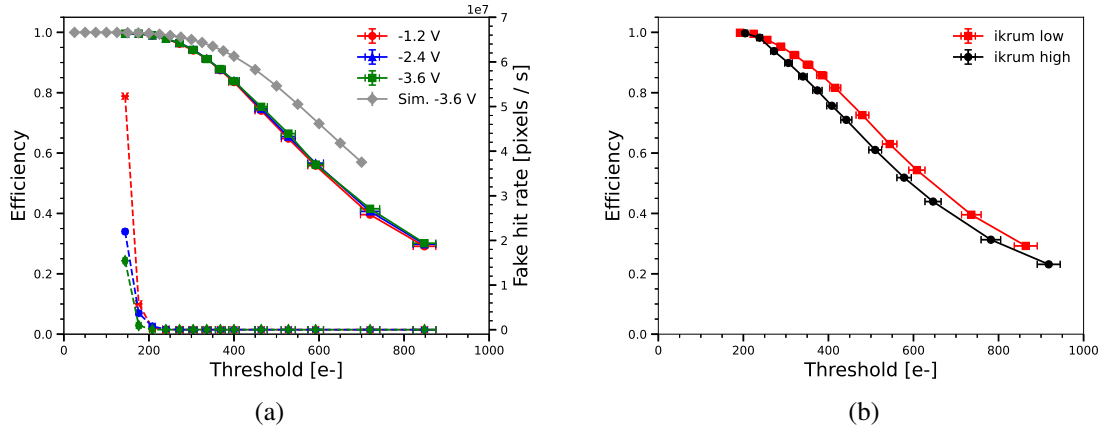 1e7
-1.2 V
-2.4 V
-3.6 V
Sim. -3.6 V
1.0
0.8
0.6
0.4
0.2
0.0
Efficiency
0 200 400 600 800 1000
Threshold [e-]
7
6
5
4
3
2
1
0
Fake hit rate [pixels / s]
(a)
ikrum low
ikrum high
1.0
0.8
0.6
0.4
0.2
0.0
Efficiency
0 200 400 600 800 1000
Threshold [e-]
(b)